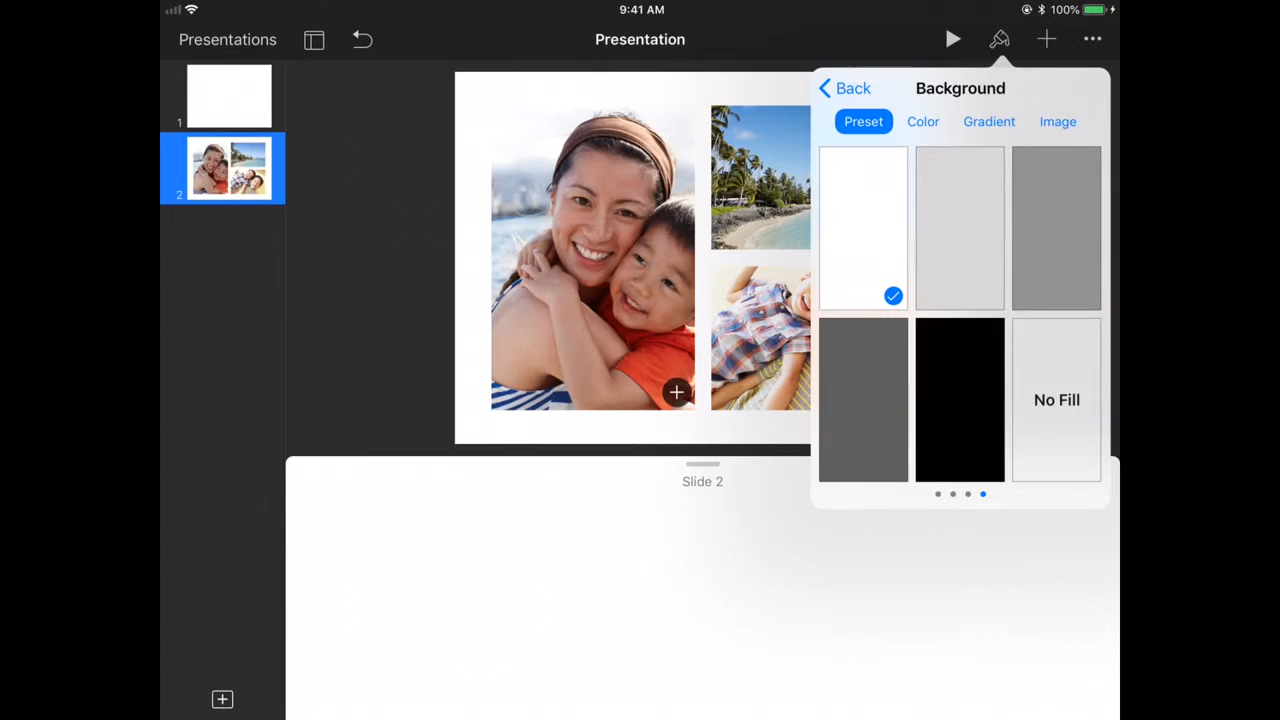 9:41 AM
100%
Presentations
Presentation
Back
Background
Preset
Color
Gradient
Image
1
2
No Fill
Slide 2